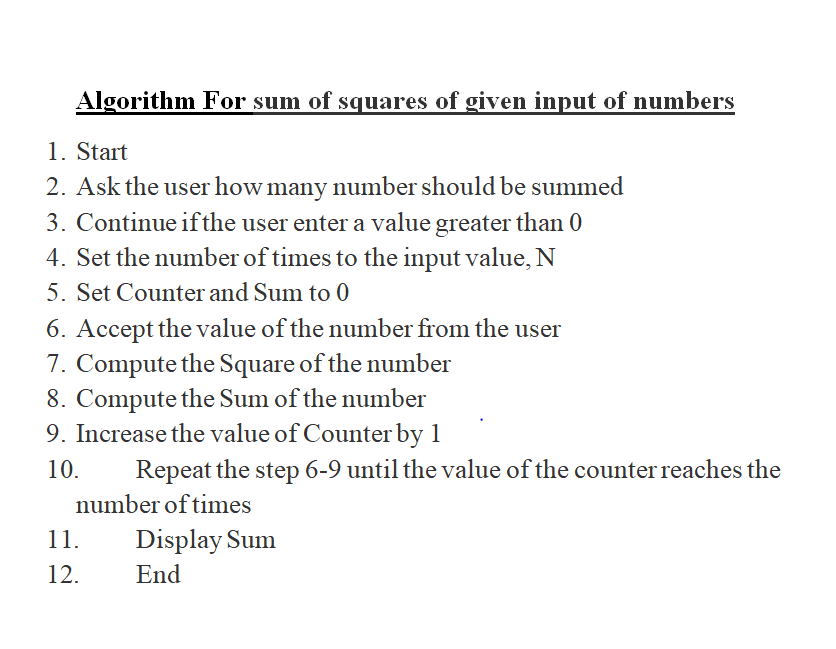 Algorithm For sum of squares of given input of numbers
1. Start
2. Ask the user how many number should be summed
3. Continue if the user enter a value greater than 0
4. Set the number of times to the input value, N
5. Set Counter and Sum to 0
6. Accept the value of the number from the user
7. Compute the Square of the number
8. Compute the Sum of the number
9. Increase the value of Counter by 1
10. Repeat the step 6-9 until the value of the counter reaches the
number of times
11. Display Sum
12. End